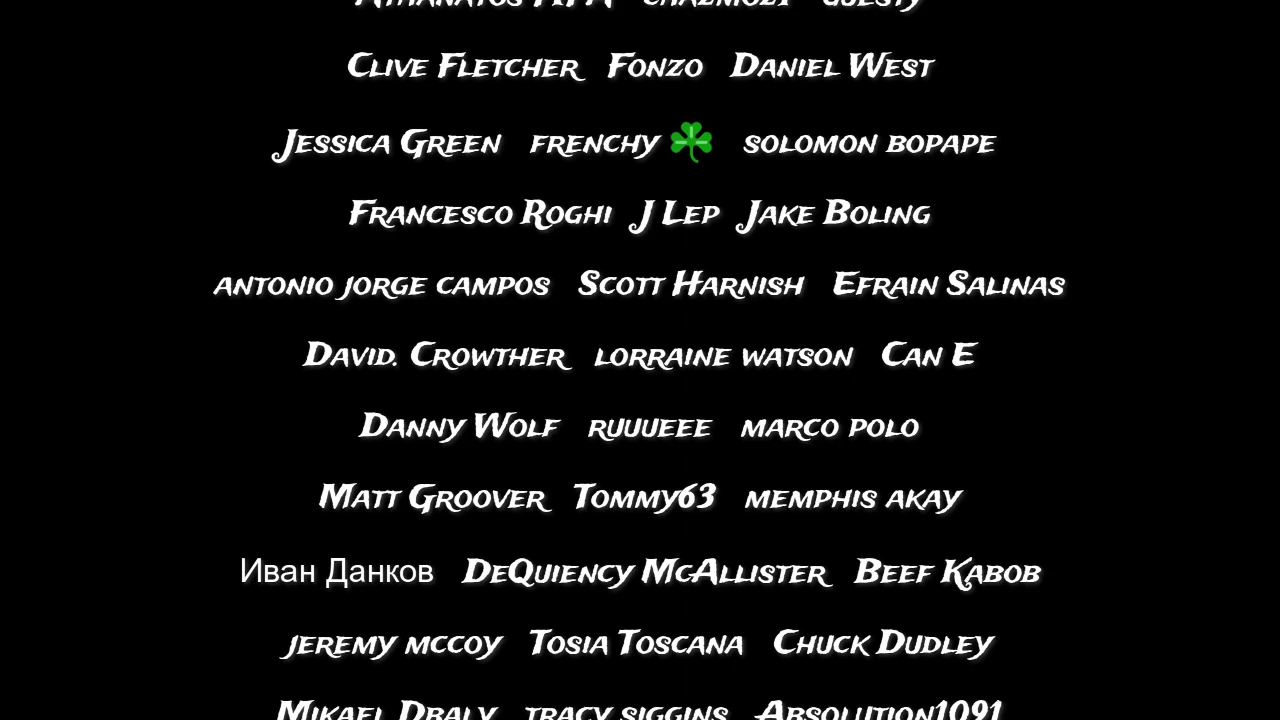 Clive Fletcher Fonzo Daniel West
Jessica Green frenchy ☘ solomon bopape
Francesco Roghi J Lep Jake Boling
antonio jorge campos Scott Harnish Efrain Salinas
David. Crowther lorraine watson Can E
Danny Wolf ruuueee marco polo
Matt Groover Tommy63 memphis akay
Иван Данков DeQuiency McAllister Beef Kabob
jeremy mccoy Tosia Toscana Chuck Dudley
Mikael Dbaly tracy siggins Absolution1091